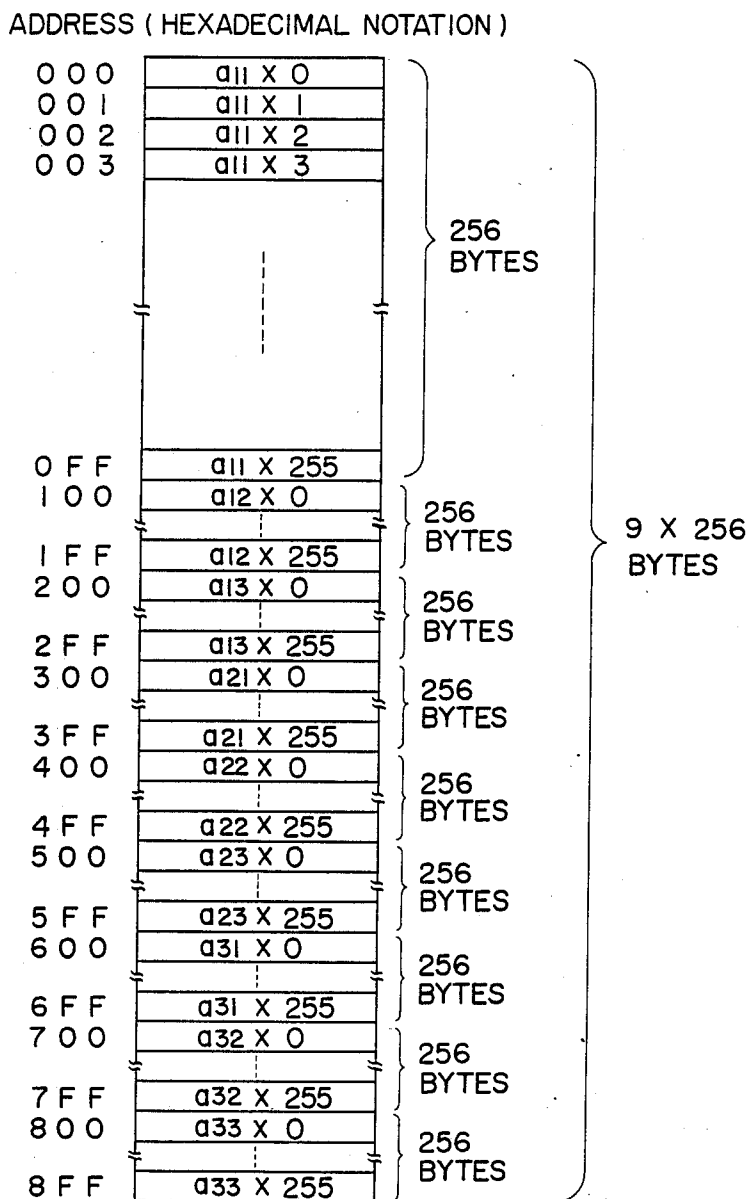 ADDRESS ( HEXADECIMAL NOTATION )
000 a11 X 0
001 a11 X 1
002 a11 X 2
003 a11 X 3
256
BYTES
0FF a11 X 255
100 a12 X 0
256
BYTES
9 X 256
BYTES
1FF a12 X 255
200 a13 X 0
256
BYTES
2FF a13 X 255
300 a21 X 0
256
BYTES
3FF a21 X 255
400 a22 X 0
256
BYTES
4FF a22 X 255
500 a23 X 0
256
BYTES
5FF a23 X 255
600 a31 X 0
256
BYTES
6FF a31 X 255
700 a32 X 0
256
BYTES
7FF a32 X 255
800 a33 X 0
256
BYTES
8FF a33 X 255